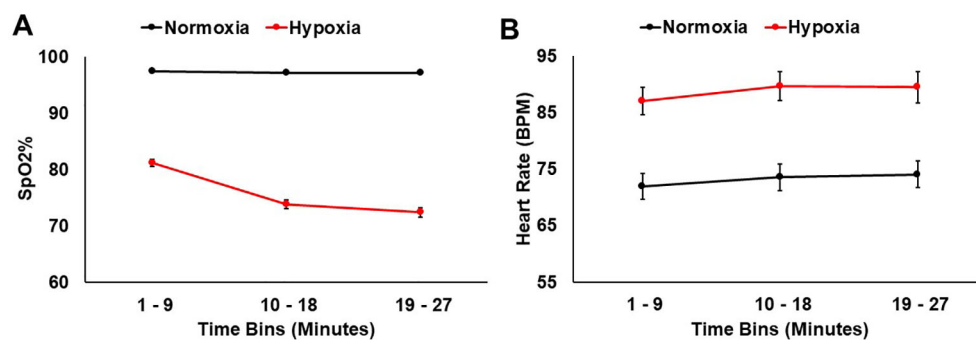 A
Normoxia Hypoxia
100
90
80
70
60
SpO2%
1 - 9 10 - 18 19 - 27
Time Bins (Minutes)
B
Normoxia Hypoxia
95
85
75
65
55
Heart Rate (BPM)
1 - 9 10 - 18 19 - 27
Time Bins (Minutes)